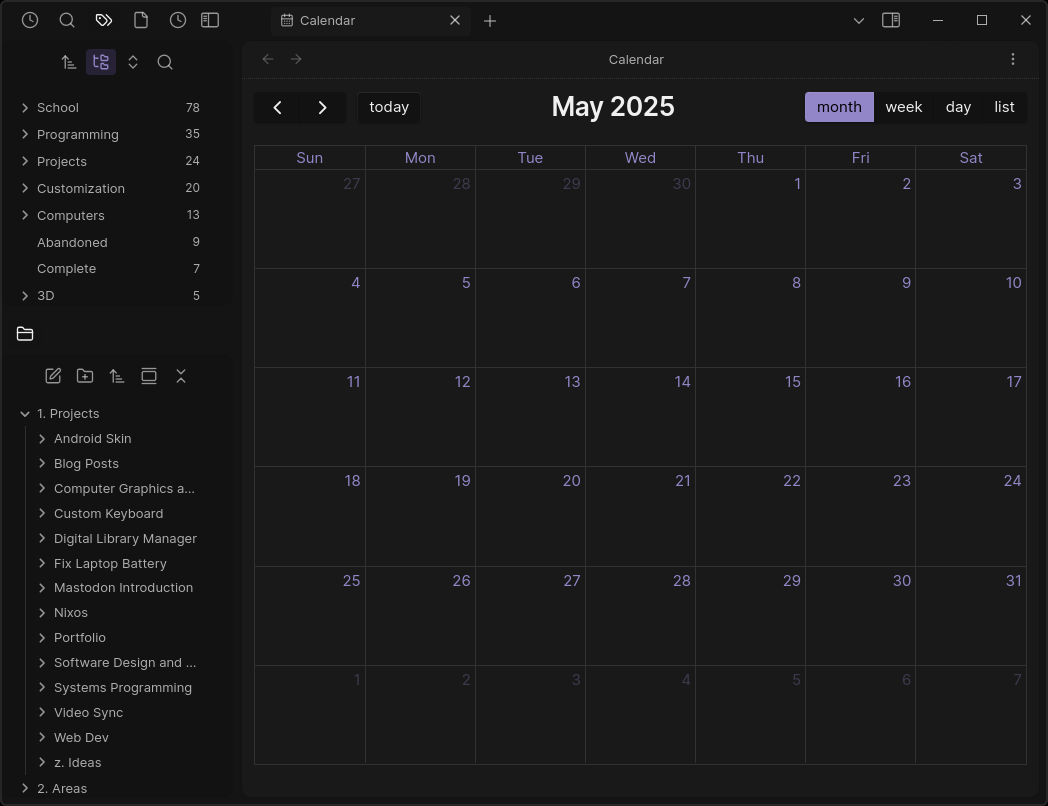 Calendar
Calendar
School 78
Programming 35
Projects 24
Customization 20
Computers 13
Abandoned 9
Complete 7
3D 5
1. Projects
Android Skin
Blog Posts
Computer Graphics a...
Custom Keyboard
Digital Library Manager
Fix Laptop Battery
Mastodon Introduction
Nixos
Portfolio
Software Design and ...
Systems Programming
Video Sync
Web Dev
z. Ideas
2. Areas
today May 2025 month week day list
Sun Mon Tue Wed Thu Fri Sat
27 28 29 30 1 2 3
4 5 6 7 8 9 10
11 12 13 14 15 16 17
18 19 20 21 22 23 24
25 26 27 28 29 30 31
1 2 3 4 5 6 7